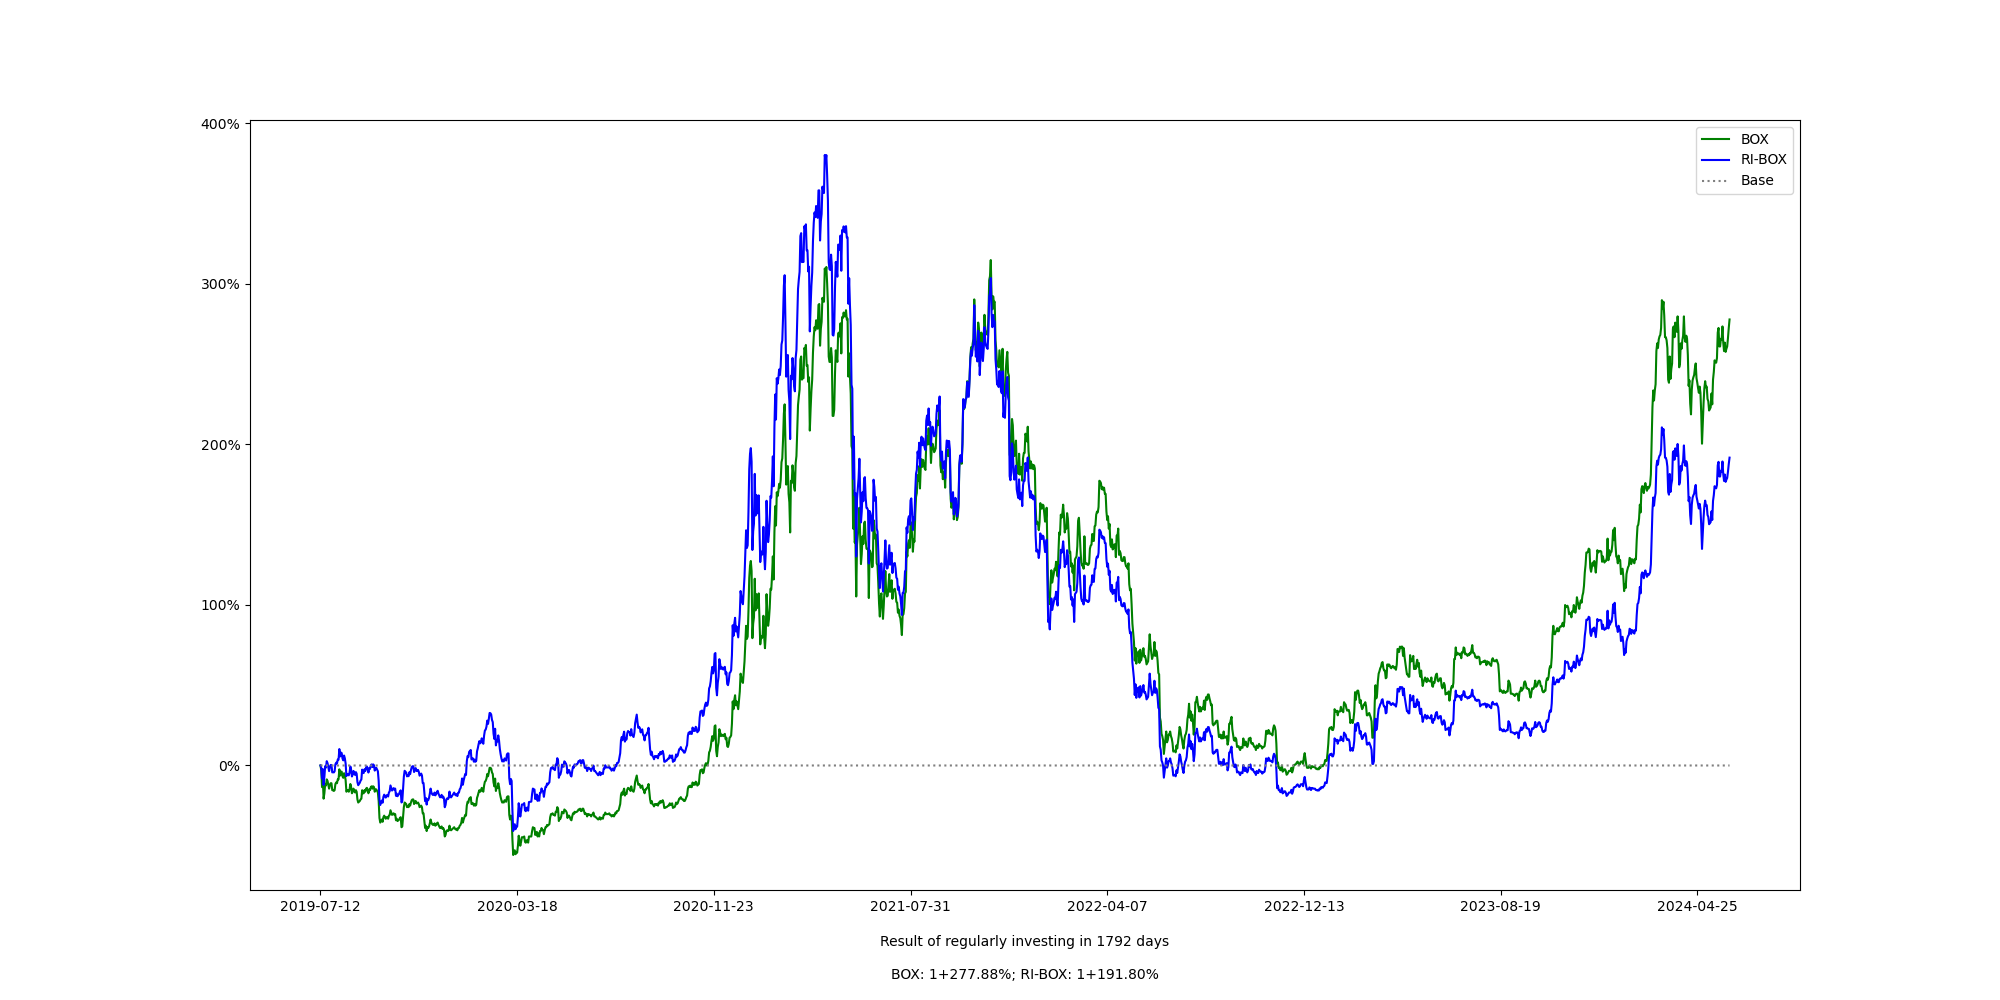 400%
300%
200%
100%
0%
BOX
RI-BOX
Base
2019-07-12 2020-03-18 2020-11-23 2021-07-31 2022-04-07 2022-12-13 2023-08-19 2024-04-25
Result of regularly investing in 1792 days
BOX: 1+277.88%; RI-BOX: 1+191.80%